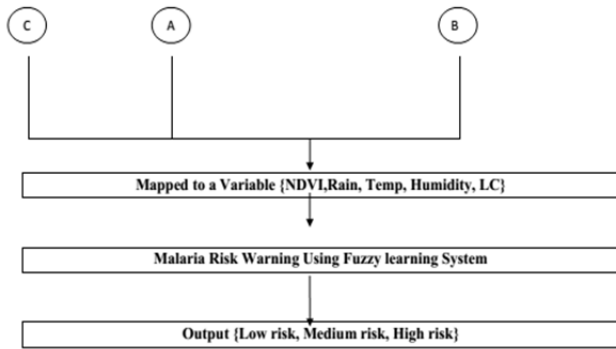 C
A
B
Mapped to a Variable {NDVI,Rain, Temp, Humidity, LC}
Malaria Risk Warning Using Fuzzy learning System
Output {Low risk, Medium risk, High risk}